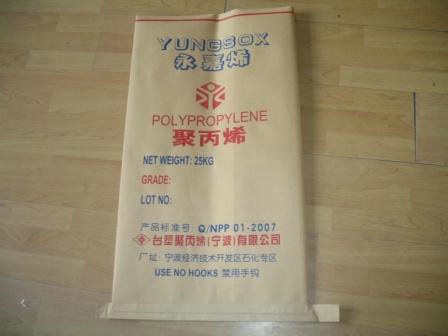 YUNGSOX
永嘉烯
POLYPROPYLENE
聚丙烯
NET WEIGHT: 25KG
GRADE:
LOT NO:
产品标准号: Q/NPP 01-2007
台塑聚丙烯(宁波)有限公司
厂址: 宁波经济技术开发区石化专区
USE NO HOOKS 禁用手钩